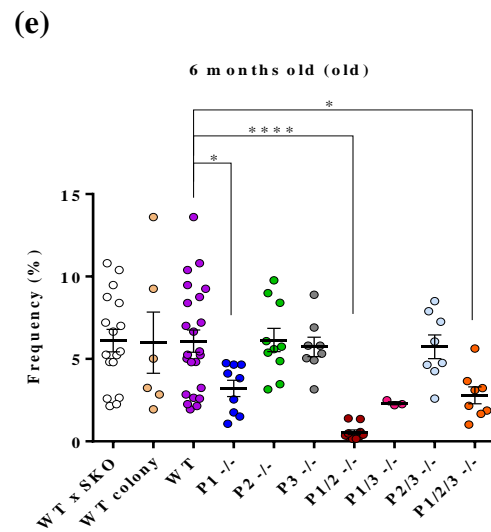 (e)
6 months old (old)
*
****
*
Frequency (%)
15
10
5
0
WT x SKO
WT colony
WT
P1 -/-
P2 -/-
P3 -/-
P1/2 -/-
P1/3 -/-
P2/3 -/-
P1/2/3 -/-